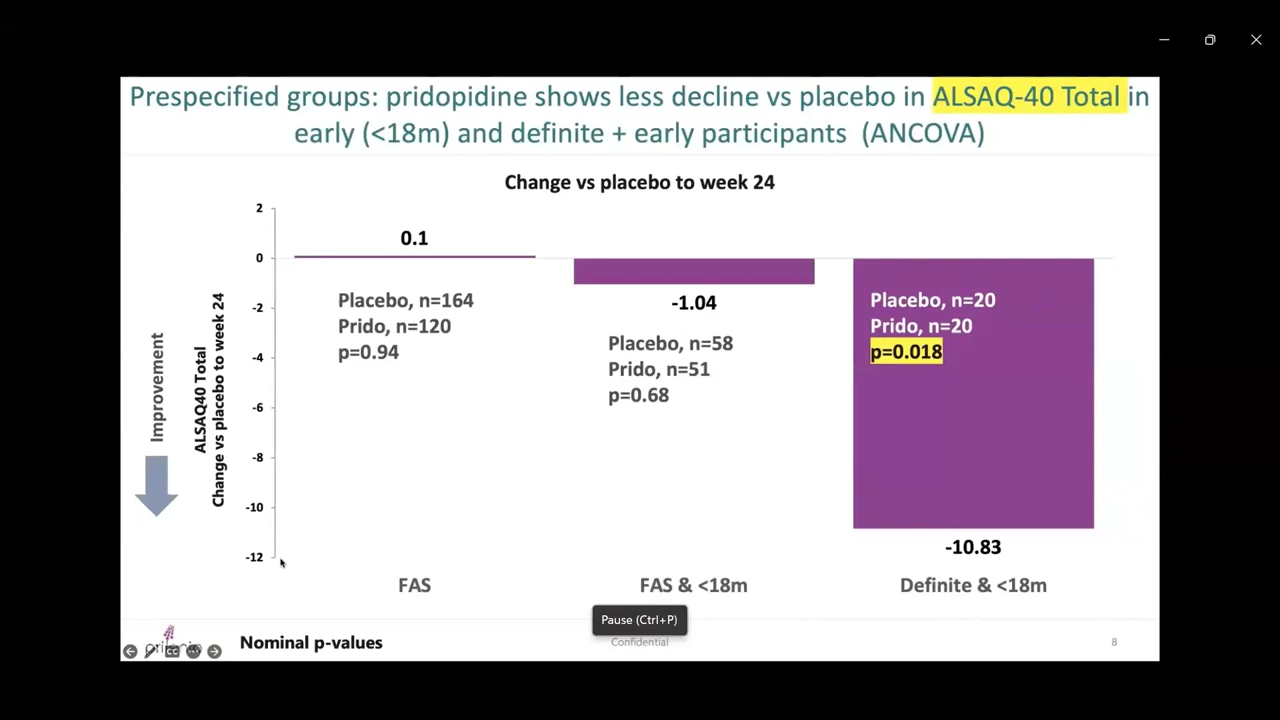 Prespecified groups: pridopidine shows less decline vs placebo in ALSAQ-40 Total in
early (<18m) and definite + early participants (ANCOVA)
Change vs placebo to week 24
2
0
-2
-4
-6
-8
-10
-12
Improvement
ALSAQ40 Total
Change vs placebo to week 24
0.1
Placebo, n=164
Prido, n=120
p=0.94
-1.04
Placebo, n=58
Prido, n=51
p=0.68
Placebo, n=20
Prido, n=20
p=0.018
-10.83
FAS
FAS & <18m
Definite & <18m
Pause (Ctrl+P)
Nominal p-values
Confidential
8
CC